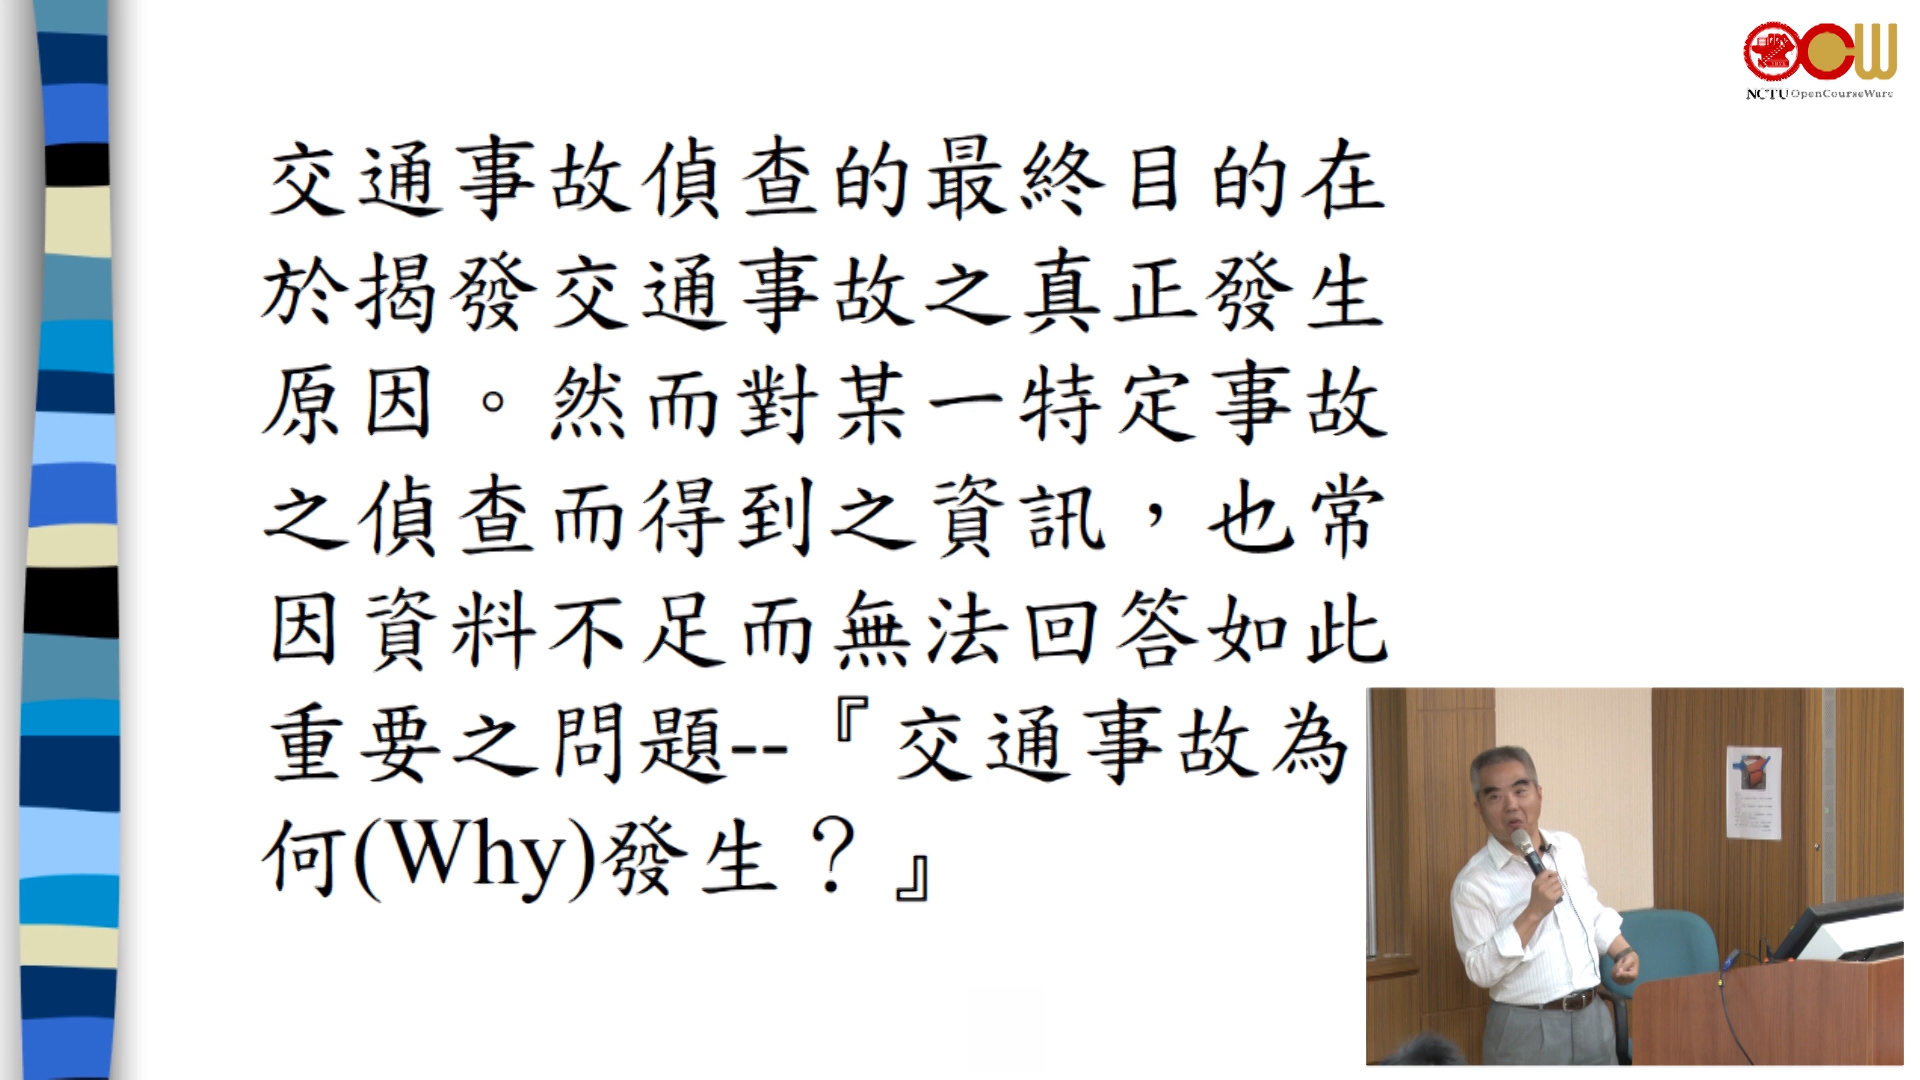 NCTU OpenCourseWare
交通事故偵查的最終目的在
於揭發交通事故之真正發生
原因。然而對某一特定事故
之偵查而得到之資訊,也常
因資料不足而無法回答如此
重要之問題--『交通事故為
何(Why)發生?』